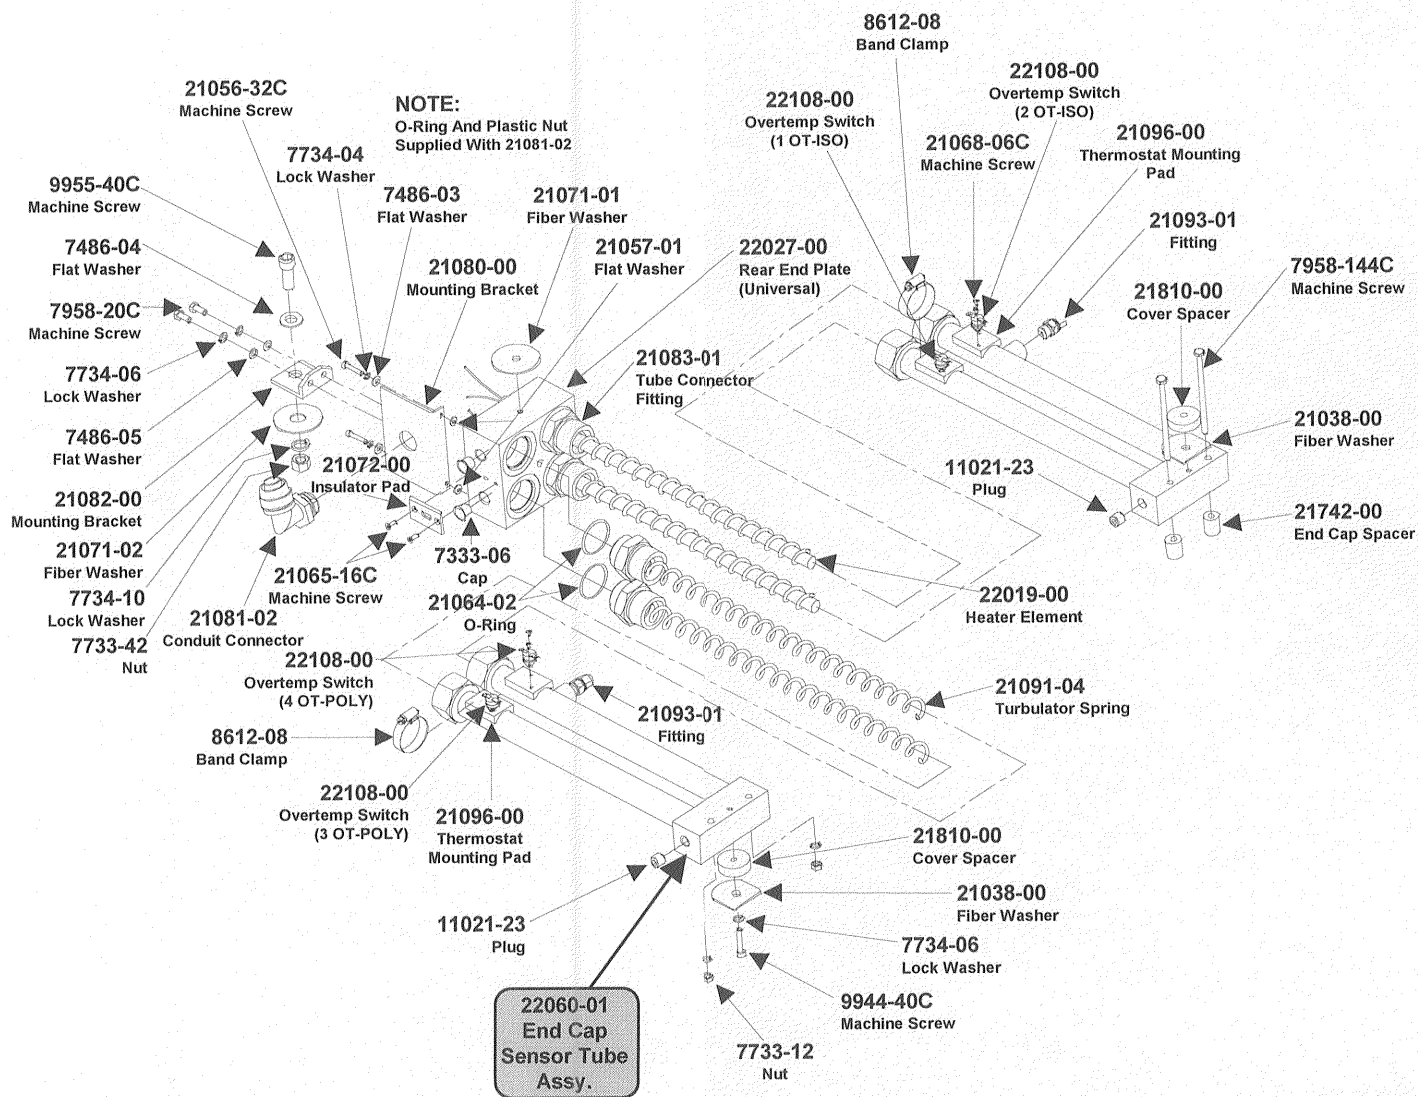 8612-08
Band Clamp
21056-32C
Machine Screw
NOTE:
O-Ring And Plastic Nut
Supplied With 21081-02
22108-00
Overtemp Switch
(1 OT-ISO)
22108-00
Overtemp Switch
(2 OT-ISO)
21068-06C
Machine Screw
21096-00
Thermostat Mounting
Pad
7734-04
Lock Washer
9955-40C
Machine Screw
7486-03
Flat Washer
21071-01
Fiber Washer
21093-01
Fitting
7486-04
Flat Washer
21080-00
Mounting Bracket
21057-01
Flat Washer
22027-00
Rear End Plate
(Universal)
7958-144C
Machine Screw
21810-00
Cover Spacer
7958-20C
Machine Screw
7734-06
Lock Washer
21083-01
Tube Connector
Fitting
7486-05
Flat Washer
21038-00
Fiber Washer
21072-00
Insulator Pad
11021-23
Plug
21082-00
Mounting Bracket
21742-00
End Cap Spacer
21071-02
Fiber Washer
7333-06
Cap
21065-16C
Machine Screw
7734-10
Lock Washer
21081-02
Conduit Connector
21064-02
O-Ring
22019-00
Heater Element
7733-42
Nut
22108-00
Overtemp Switch
(4 OT-POLY)
21091-04
Turbulator Spring
21093-01
Fitting
8612-08
Band Clamp
22108-00
Overtemp Switch
(3 OT-POLY)
21096-00
Thermostat
Mounting Pad
21810-00
Cover Spacer
21038-00
Fiber Washer
11021-23
Plug
7734-06
Lock Washer
9944-40C
Machine Screw
22060-01
End Cap
Sensor Tube
Assy.
7733-12
Nut